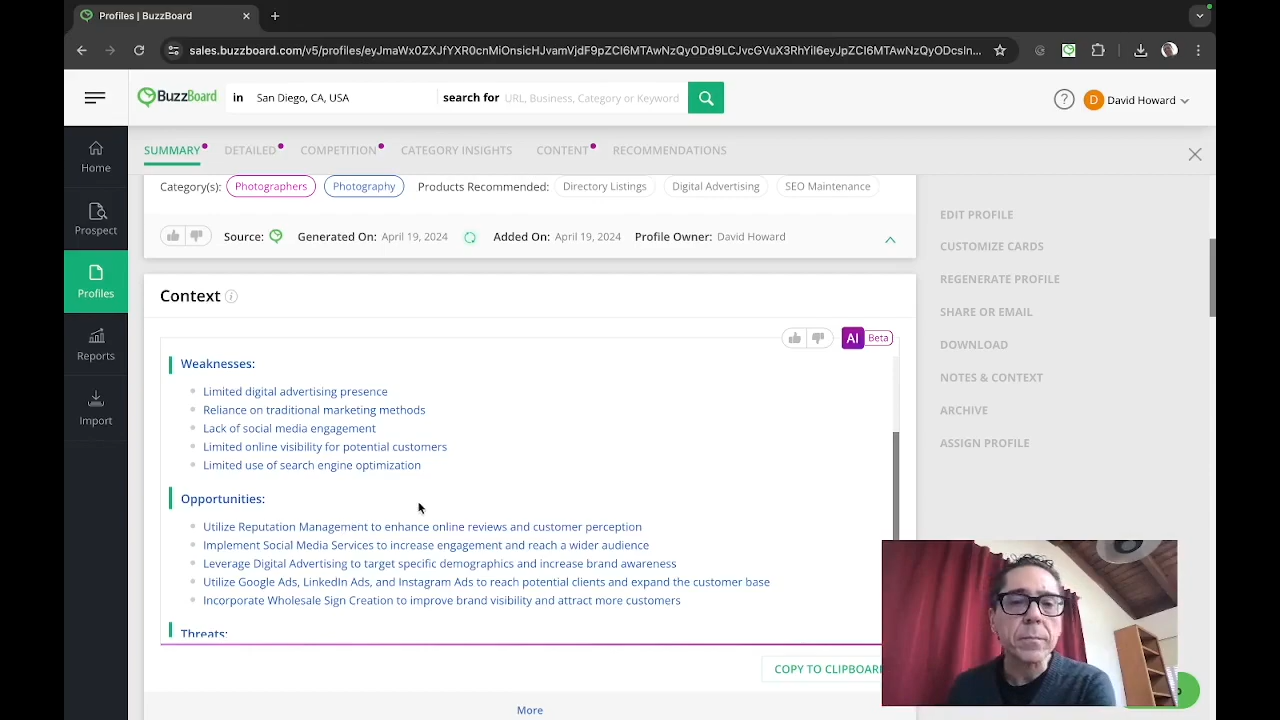 Profiles | BuzzBoard
sales.buzzboard.com/v5/profiles/eyJmaWx0ZXJfYXR0cnMiOnsicHJvamVjdF9pZCI6MTAwNzQyODd9LCJvcGVuX3RhYiI6eyJpZCI6MTAwNzQyODcsIn...
BuzzBoard in San Diego, CA, USA search for URL, Business, Category or Keyword ? D David Howard
SUMMARY DETAILED COMPETITION CATEGORY INSIGHTS CONTENT RECOMMENDATIONS
Home
Prospect
Profiles
Reports
Import
Category(s): Photographers Photography Products Recommended: Directory Listings Digital Advertising SEO Maintenance
Source: Generated On: April 19, 2024 Added On: April 19, 2024 Profile Owner: David Howard
Context
AI Beta
Weaknesses:
Limited digital advertising presence
Reliance on traditional marketing methods
Lack of social media engagement
Limited online visibility for potential customers
Limited use of search engine optimization
Opportunities:
Utilize Reputation Management to enhance online reviews and customer perception
Implement Social Media Services to increase engagement and reach a wider audience
Leverage Digital Advertising to target specific demographics and increase brand awareness
Utilize Google Ads, LinkedIn Ads, and Instagram Ads to reach potential clients and expand the customer base
Incorporate Wholesale Sign Creation to improve brand visibility and attract more customers
Threats:
COPY TO CLIPBOARD
More
EDIT PROFILE
CUSTOMIZE CARDS
REGENERATE PROFILE
SHARE OR EMAIL
DOWNLOAD
NOTES & CONTEXT
ARCHIVE
ASSIGN PROFILE